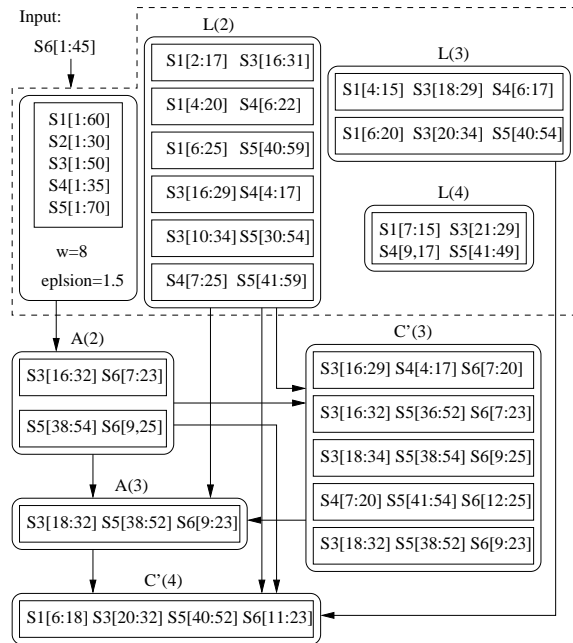 Input:
S6[1:45]
S1[1:60]
S2[1:30]
S3[1:50]
S4[1:35]
S5[1:70]
w=8
eplsion=1.5
L(2)
S1[2:17] S3[16:31]
S1[4:20] S4[6:22]
S1[6:25] S5[40:59]
S3[16:29] S4[4:17]
S3[10:34] S5[30:54]
S4[7:25] S5[41:59]
L(3)
S1[4:15] S3[18:29] S4[6:17]
S1[6:20] S3[20:34] S5[40:54]
L(4)
S1[7:15] S3[21:29]
S4[9,17] S5[41:49]
A(2)
S3[16:32] S6[7:23]
S5[38:54] S6[9,25]
C'(3)
S3[16:29] S4[4:17] S6[7:20]
S3[16:32] S5[36:52] S6[7:23]
S3[18:34] S5[38:54] S6[9:25]
S4[7:20] S5[41:54] S6[12:25]
S3[18:32] S5[38:52] S6[9:23]
A(3)
S3[18:32] S5[38:52] S6[9:23]
C'(4)
S1[6:18] S3[20:32] S5[40:52] S6[11:23]